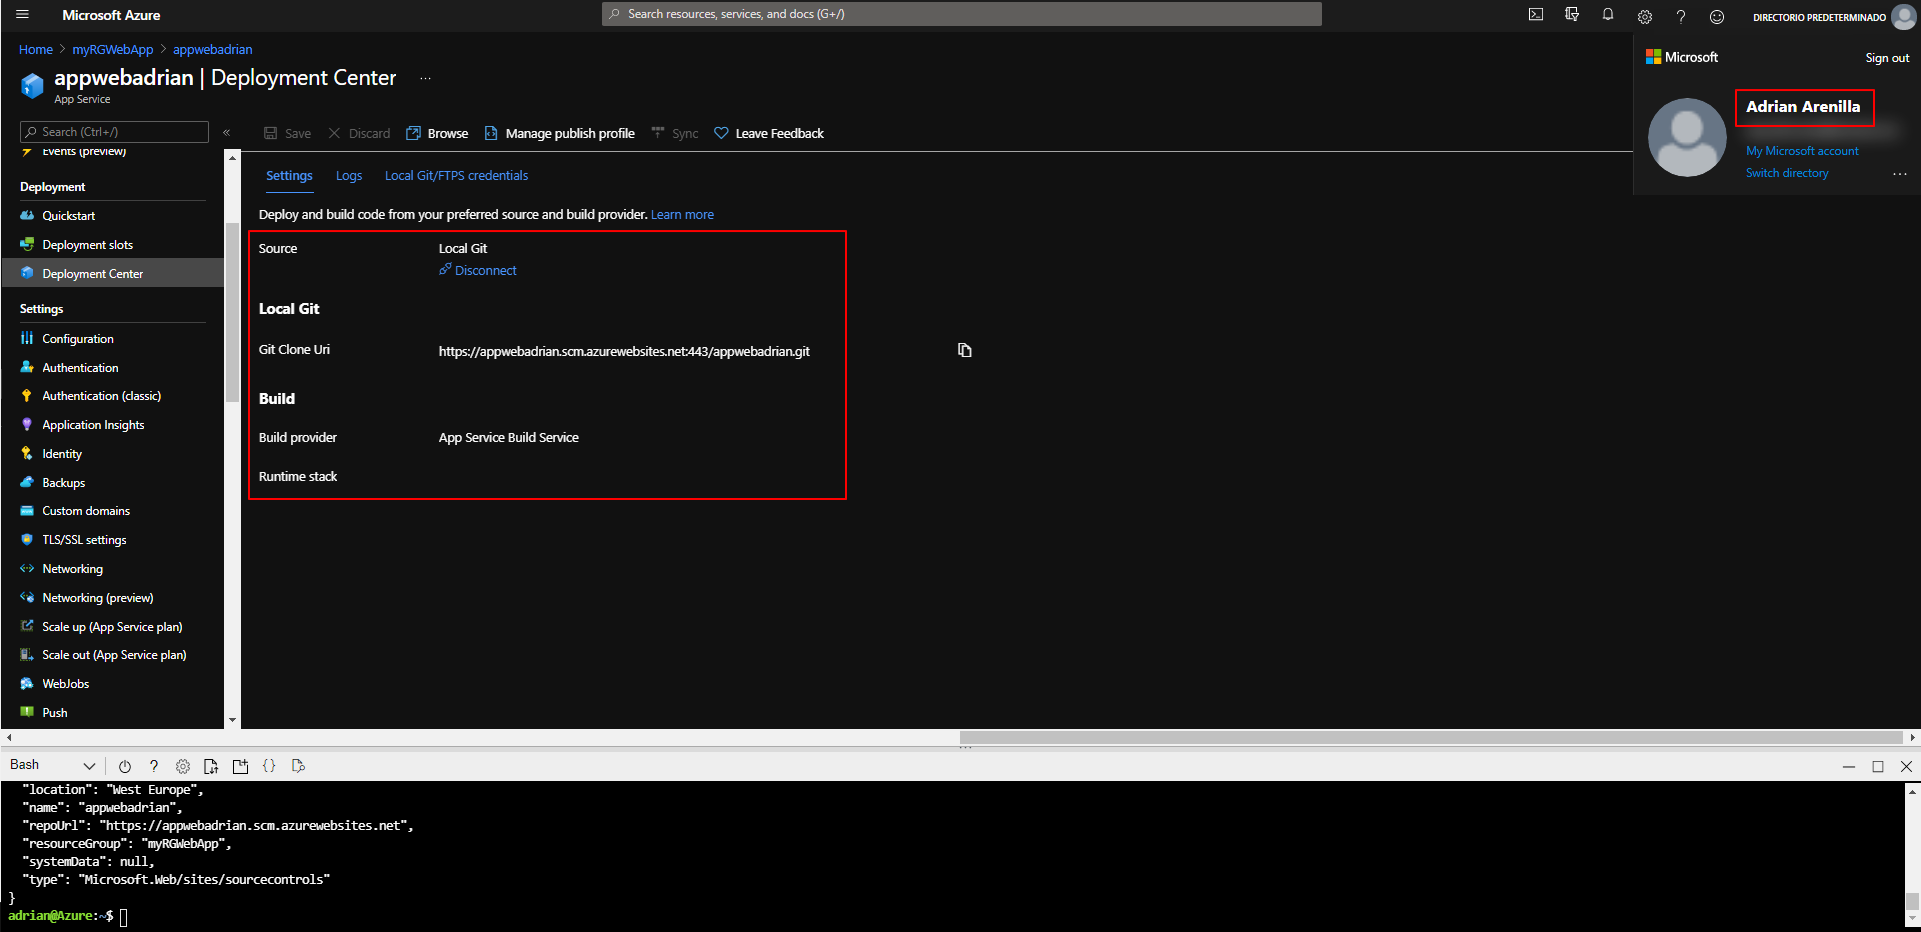 Microsoft Azure
Search resources, services, and docs (G+/)
DIRECTORIO PREDETERMINADO
Home > myRGWebApp > appwebadrian
appwebadrian | Deployment Center ...
App Service
Microsoft
Sign out
Adrian Arenilla
My Microsoft account
Switch directory
...
Search (Ctrl+/)
«
Save
Discard
Browse
Manage publish profile
Sync
Leave Feedback
Events (preview)
Deployment
Quickstart
Deployment slots
Deployment Center
Settings
Configuration
Authentication
Authentication (classic)
Application Insights
Identity
Backups
Custom domains
TLS/SSL settings
Networking
Networking (preview)
Scale up (App Service plan)
Scale out (App Service plan)
WebJobs
Push
Settings
Logs
Local Git/FTPS credentials
Deploy and build code from your preferred source and build provider. Learn more
Source
Local Git
Disconnect
Local Git
Git Clone Uri
https://appwebadrian.scm.azurewebsites.net:443/appwebadrian.git
Build
Build provider
App Service Build Service
Runtime stack
Bash
"location": "West Europe",
"name": "appwebadrian",
"repoUrl": "https://appwebadrian.scm.azurewebsites.net",
"resourceGroup": "myRGWebApp",
"systemData": null,
"type": "Microsoft.Web/sites/sourcecontrols"
}
adrian@Azure:~$